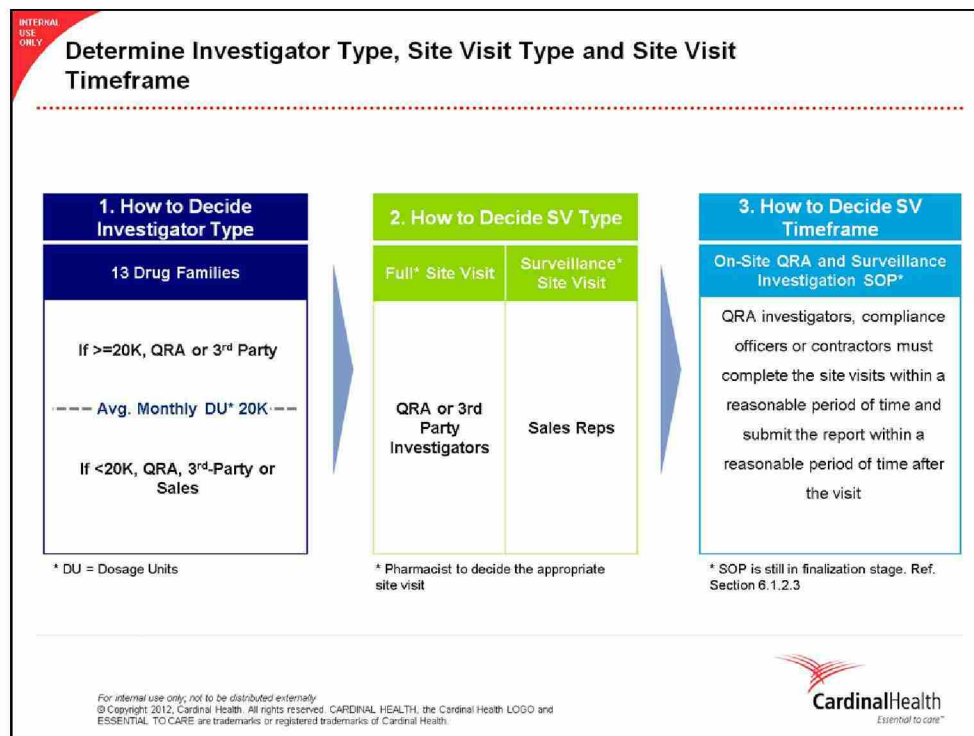 INTERNAL
USE
ONLY
Determine Investigator Type, Site Visit Type and Site Visit
Timeframe
1. How to Decide
Investigator Type
13 Drug Families
If >=20K, QRA or 3rd Party
Avg. Monthly DU* 20K
If <20K, QRA, 3rd-Party or
Sales
* DU = Dosage Units
2. How to Decide SV Type
Full* Site Visit
Surveillance*
Site Visit
QRA or 3rd
Party
Investigators
Sales Reps
* Pharmacist to decide the appropriate
site visit
3. How to Decide SV
Timeframe
On-Site QRA and Surveillance
Investigation SOP*
QRA investigators, compliance
officers or contractors must
complete the site visits within a
reasonable period of time and
submit the report within a
reasonable period of time after
the visit
* SOP is still in finalization stage. Ref.
Section 6.1.2.3
For internal use only; not to be distributed externally
© Copyright 2012, Cardinal Health. All rights reserved. CARDINAL HEALTH, the Cardinal Health LOGO and
ESSENTIAL TO CARE are trademarks or registered trademarks of Cardinal Health.
CardinalHealth
Essential to care™